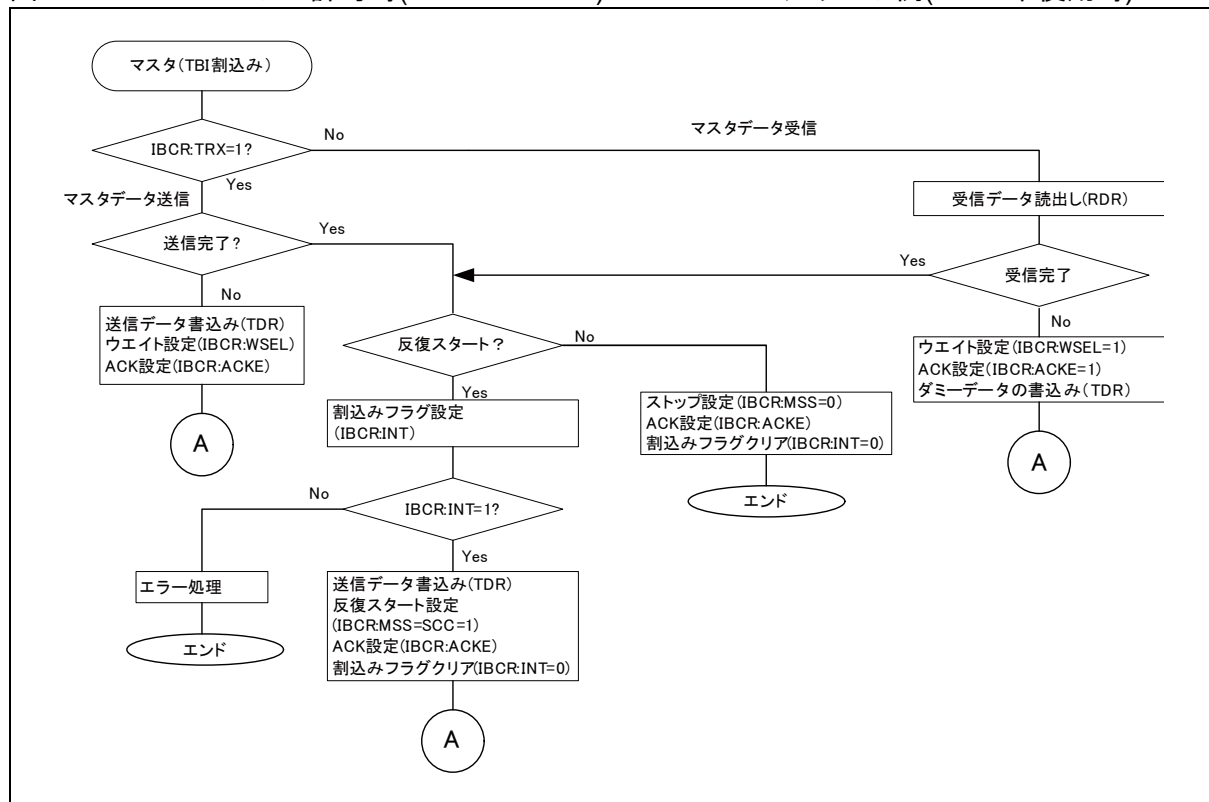 マスタ(TBI割込み)
IBCR:TRX=1?
No
マスタデータ受信
Yes
マスタデータ送信
受信データ読出し(RDR)
送信完了?
Yes
Yes
受信完了
No
No
送信データ書込み(TDR)
ウエイト設定(IBCR:WSEL)
ACK設定(IBCR:ACKE)
反復スタート?
No
ウエイト設定(IBCR:WSEL=1)
ACK設定(IBCR:ACKE=1)
ダミーデータの書込み(TDR)
Yes
ストップ設定(IBCR:MSS=0)
ACK設定(IBCR:ACKE)
割込みフラグクリア(IBCR:INT=0)
割込みフラグ設定
(IBCR:INT)
A
A
エンド
No
IBCR:INT=1?
Yes
エラー処理
送信データ書込み(TDR)
反復スタート設定
(IBCR:MSS=SCC=1)
ACK設定(IBCR:ACKE)
割込みフラグクリア(IBCR:INT=0)
エンド
A